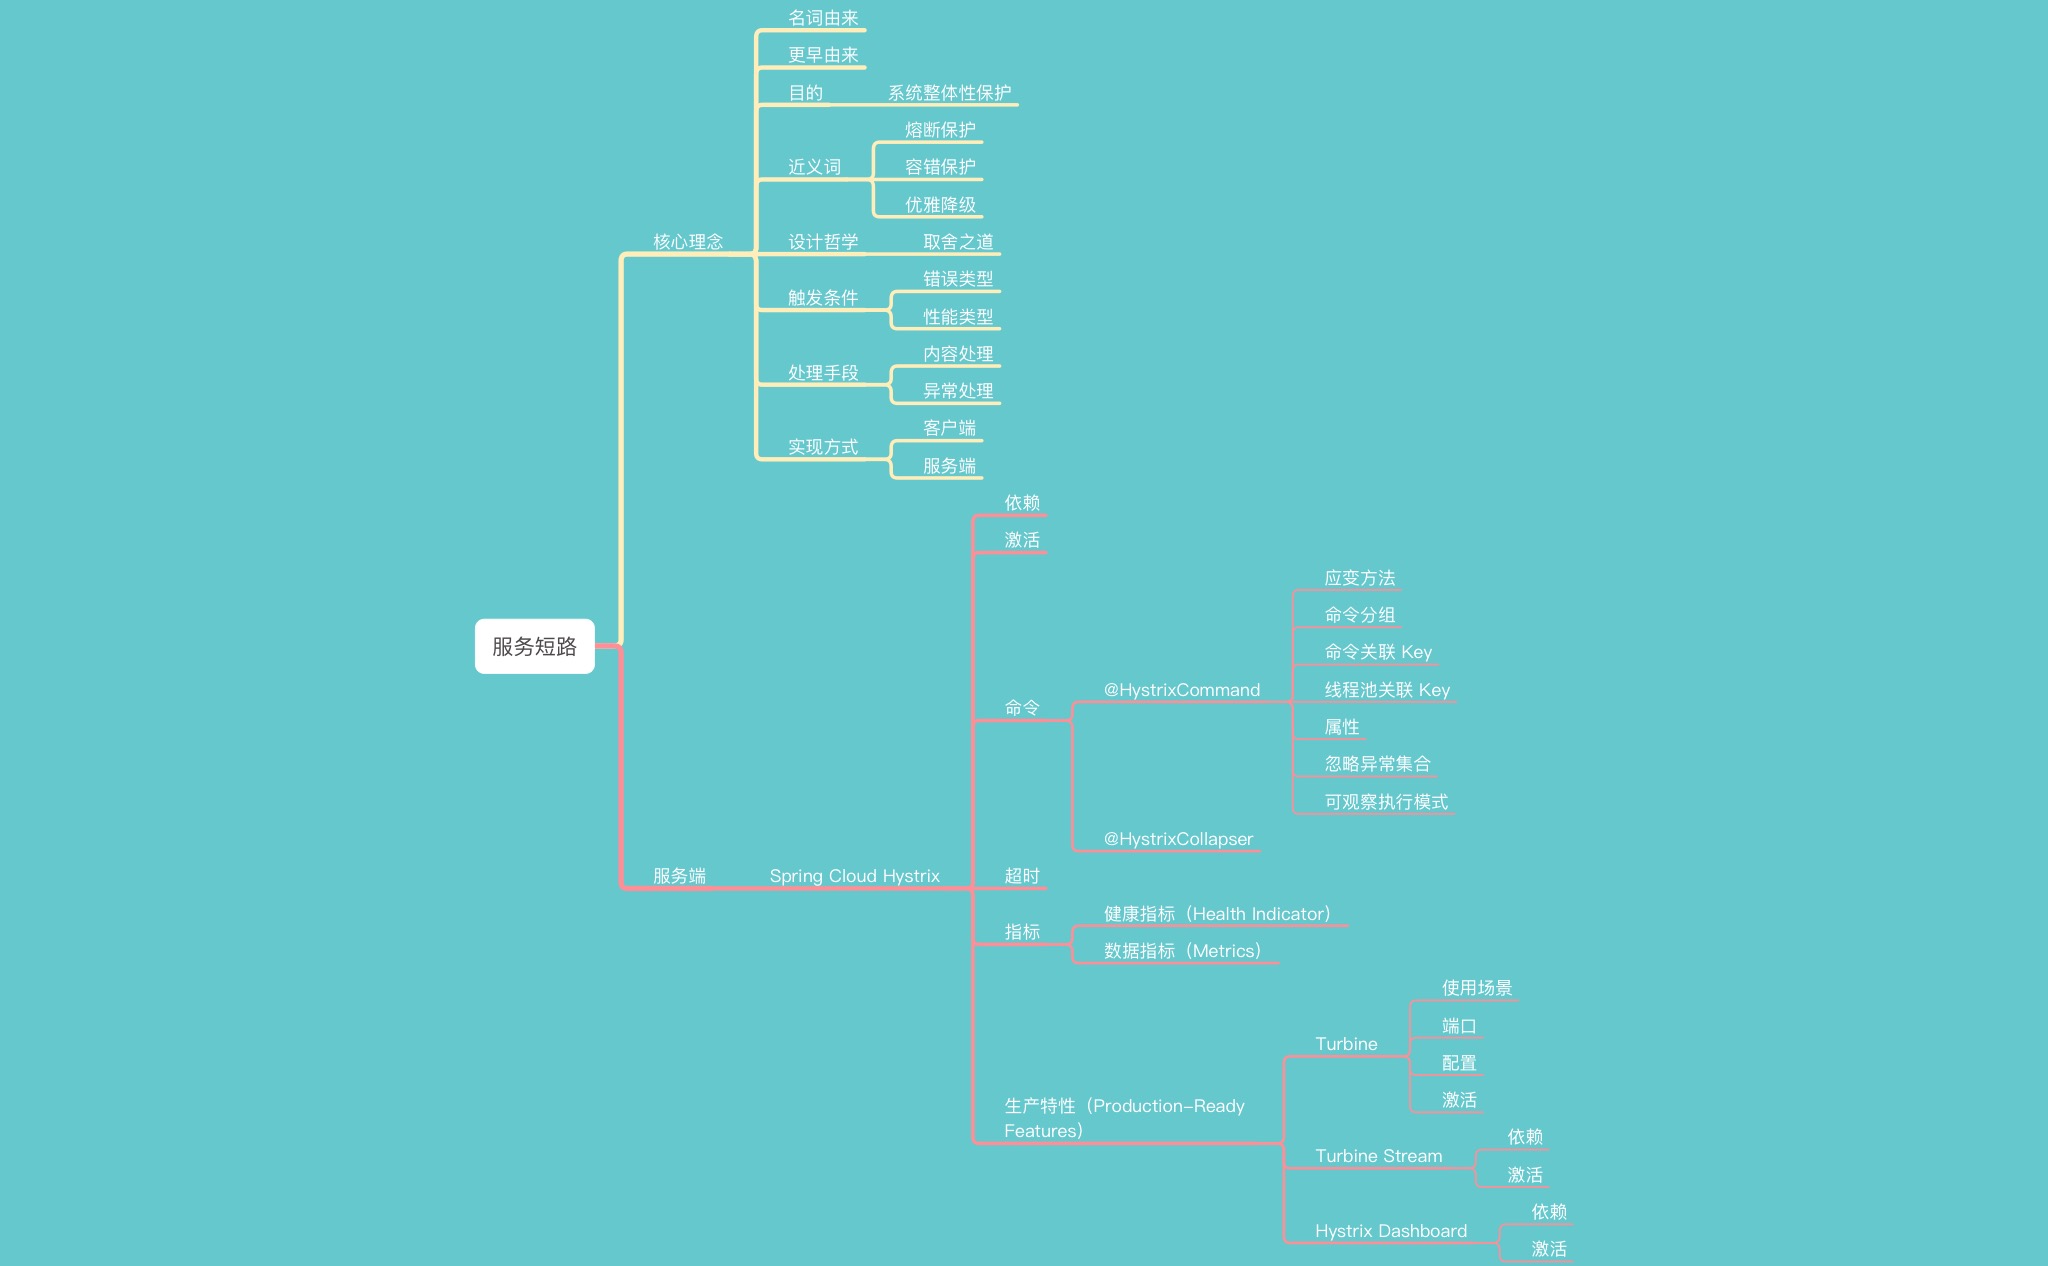 名词由来
更早由来
目的
系统整体性保护
熔断保护
近义词
容错保护
优雅降级
核心理念
设计哲学
取舍之道
错误类型
触发条件
性能类型
内容处理
处理手段
异常处理
客户端
实现方式
服务端
依赖
激活
应变方法
命令分组
服务短路
命令关联 Key
@HystrixCommand
线程池关联 Key
命令
属性
忽略异常集合
可观察执行模式
@HystrixCollapser
服务端
Spring Cloud Hystrix
超时
健康指标（Health Indicator）
指标
数据指标（Metrics）
使用场景
端口
Turbine
配置
激活
生产特性（Production-Ready
Features）
依赖
Turbine Stream
激活
依赖
Hystrix Dashboard
激活